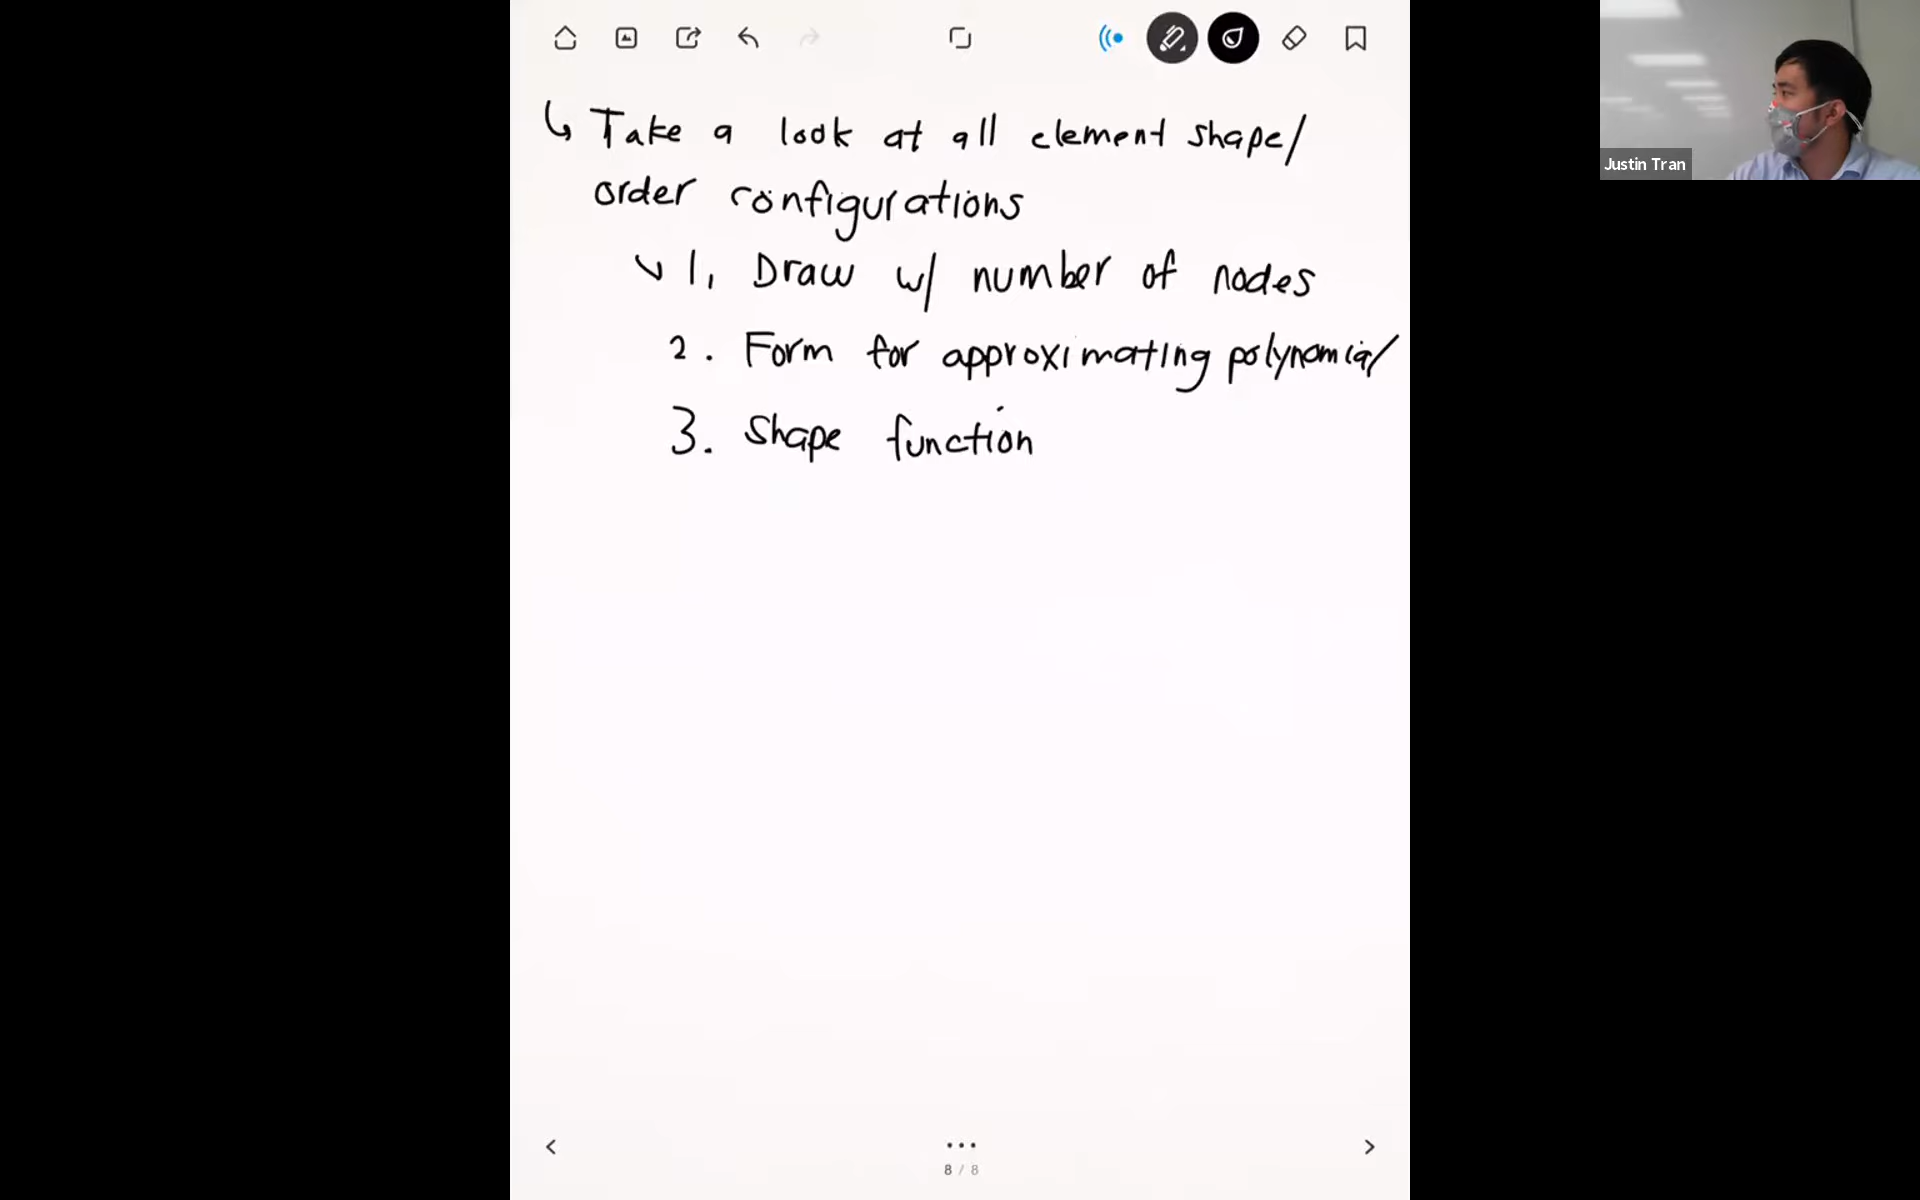 ↳ Take a look at all element shape/
order configurations
↘ 1. Draw w/ number of nodes
2. Form for approximating polynomial
3. Shape function
Justin Tran
8 / 8